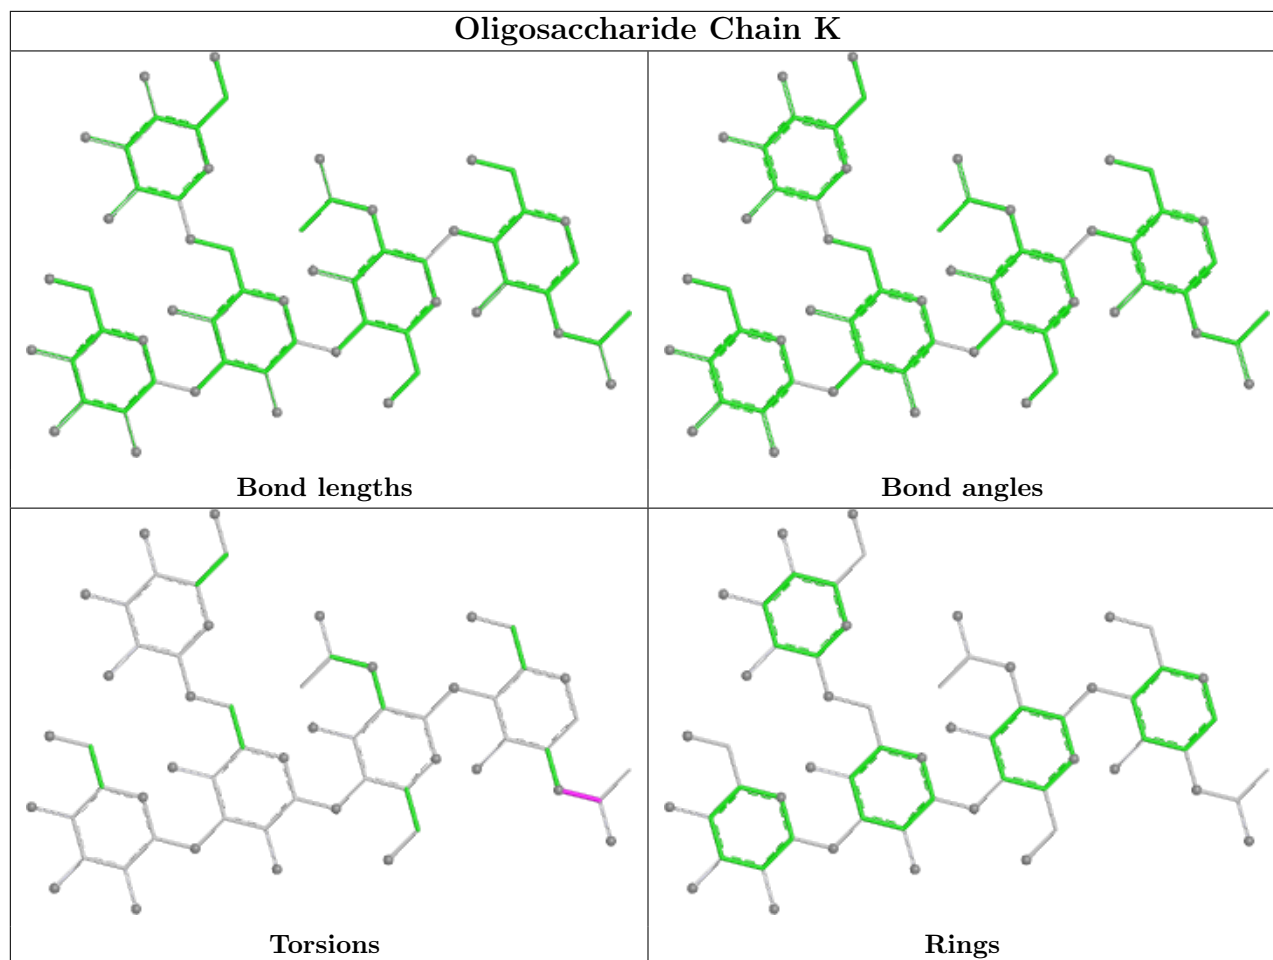 Oligosaccharide Chain K
Bond lengths
Bond angles
Torsions
Rings